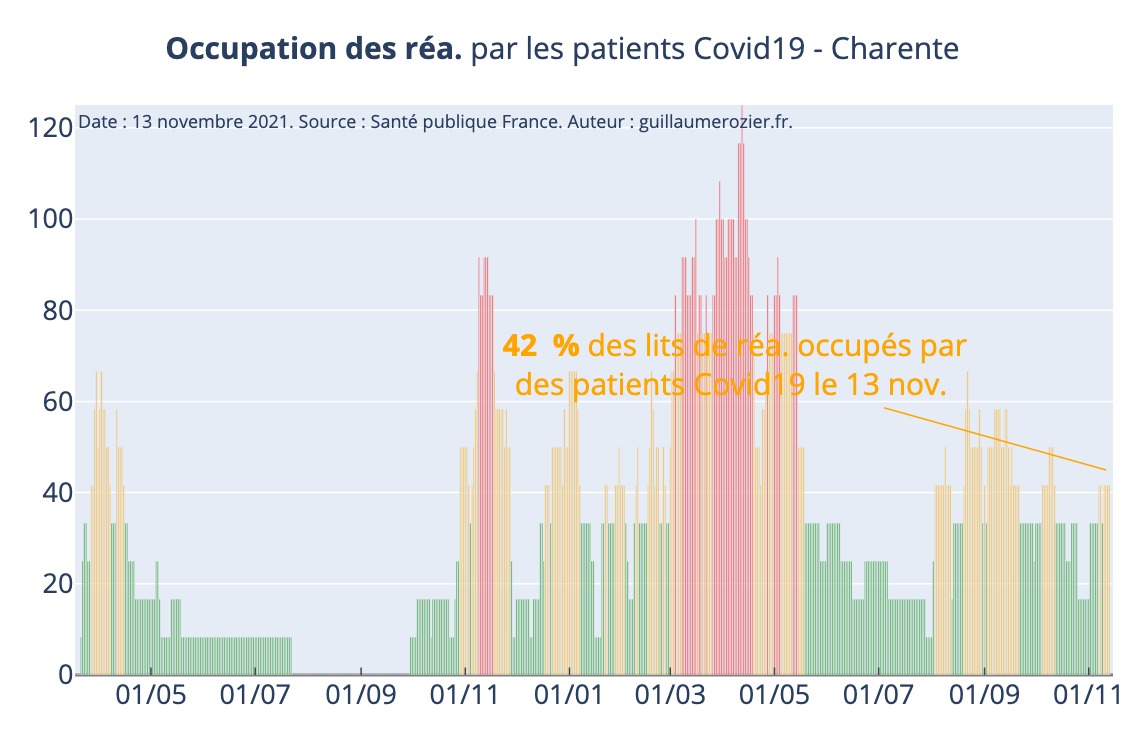 Occupation des réa. par les patients Covid19 - Charente
120
Date : 13 novembre 2021. Source : Santé publique France. Auteur : guillaumerozier.fr.
100
80
42 % des lits de réa. occupés par
des patients Covid19 le 13 nov.
60
40
20
0
01/05 01/07 01/09 01/11 01/01 01/03 01/05 01/07 01/09 01/11